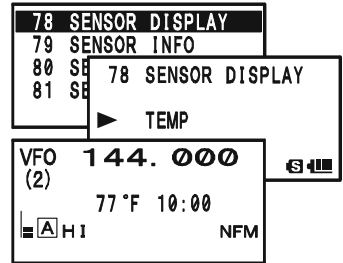 78 SENSOR DISPLAY
79 SENSOR INFO
80 SE
81 SE
78 SENSOR DISPLAY
TEMP
S
VFO 144.000
(2)
77°F 10:00
A HI
NFM